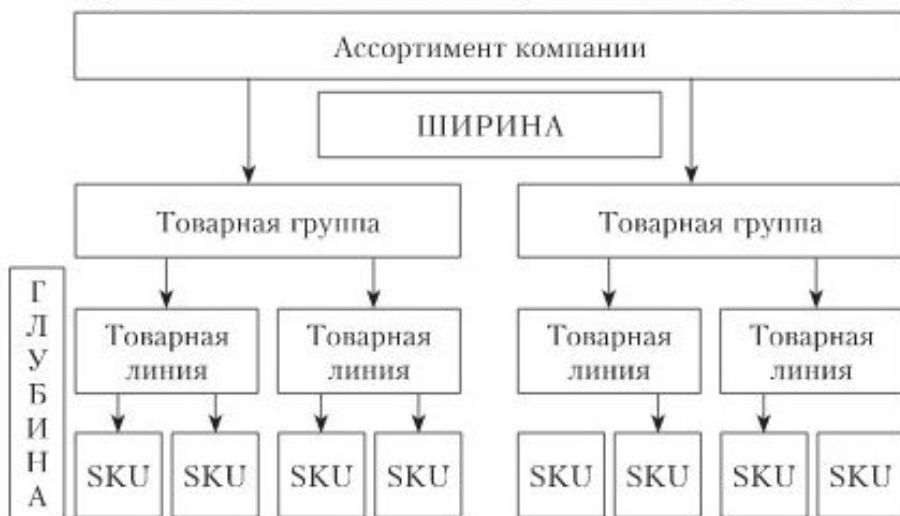 Ассортимент компании
ШИРИНА
Товарная группа
Товарная группа
ГЛУБИНА
Товарная
линия
Товарная
линия
Товарная
линия
Товарная
линия
SKU
SKU
SKU
SKU
SKU
SKU
SKU
SKU